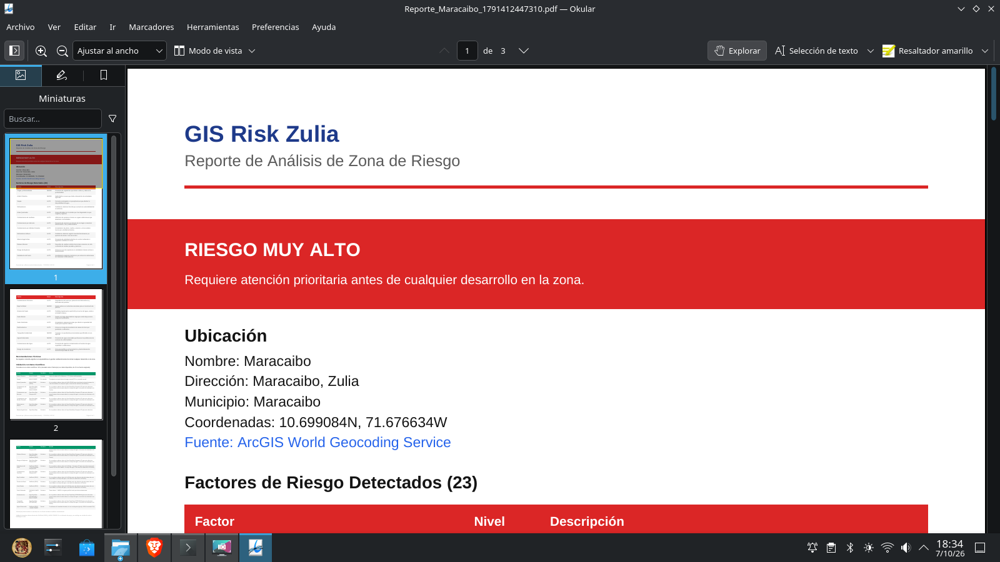 Reporte_Maracaibo_1791412447310.pdf — Okular
Archivo Ver Editar Ir Marcadores Herramientas Preferencias Ayuda
Ajustar al ancho Modo de vista 1 de 3 Explorar Selección de texto Resaltador amarillo
Miniaturas
Buscar...
1
2
GIS Risk Zulia
Reporte de Análisis de Zona de Riesgo
RIESGO MUY ALTO
Requiere atención prioritaria antes de cualquier desarrollo en la zona.
Ubicación
Nombre: Maracaibo
Dirección: Maracaibo, Zulia
Municipio: Maracaibo
Coordenadas: 10.699084N, 71.676634W
Fuente: ArcGIS World Geocoding Service
Factores de Riesgo Detectados (23)
Factor Nivel Descripción
18:34
7/10/26